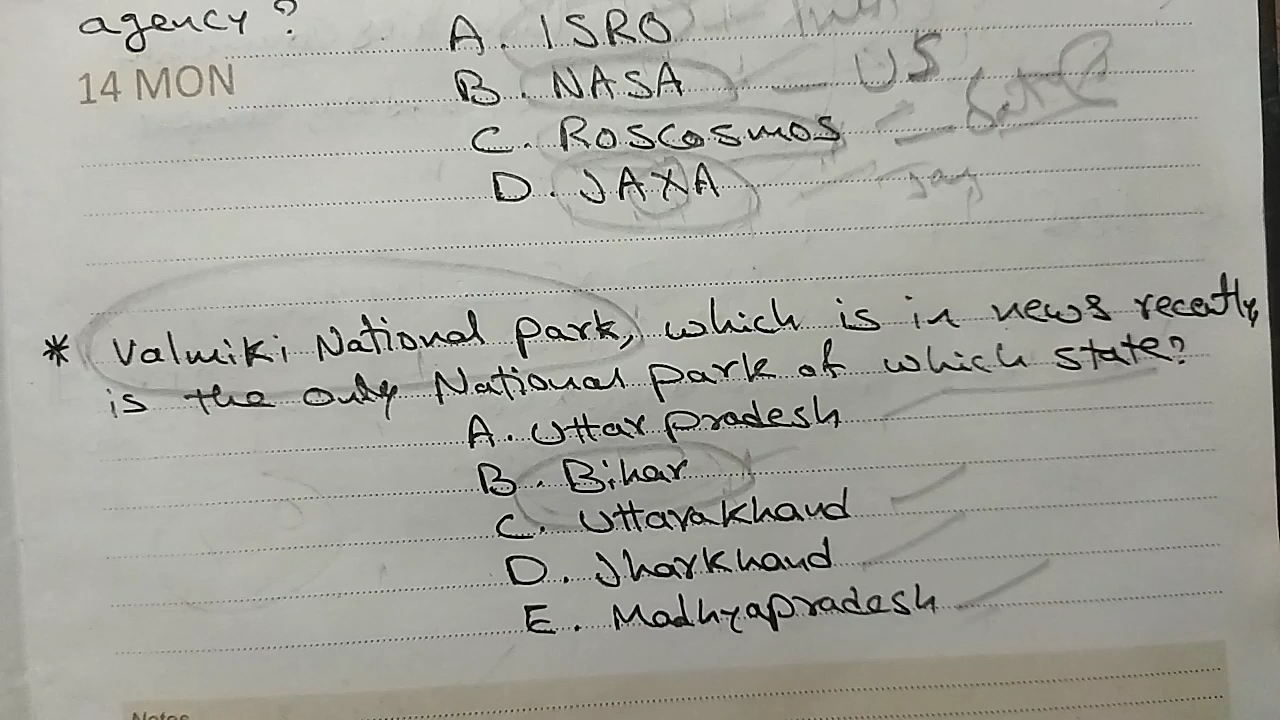 agency?
A. ISRO
14 MON
B. NASA
US
C. Roscosmos
D. JAXA
* Valmiki National park, which is in news recently
is the only National park of which state?
A. Uttar pradesh
B. Bihar
C. Uttarakhand
D. Jharkhand
E. Madhyapradesh
Notes